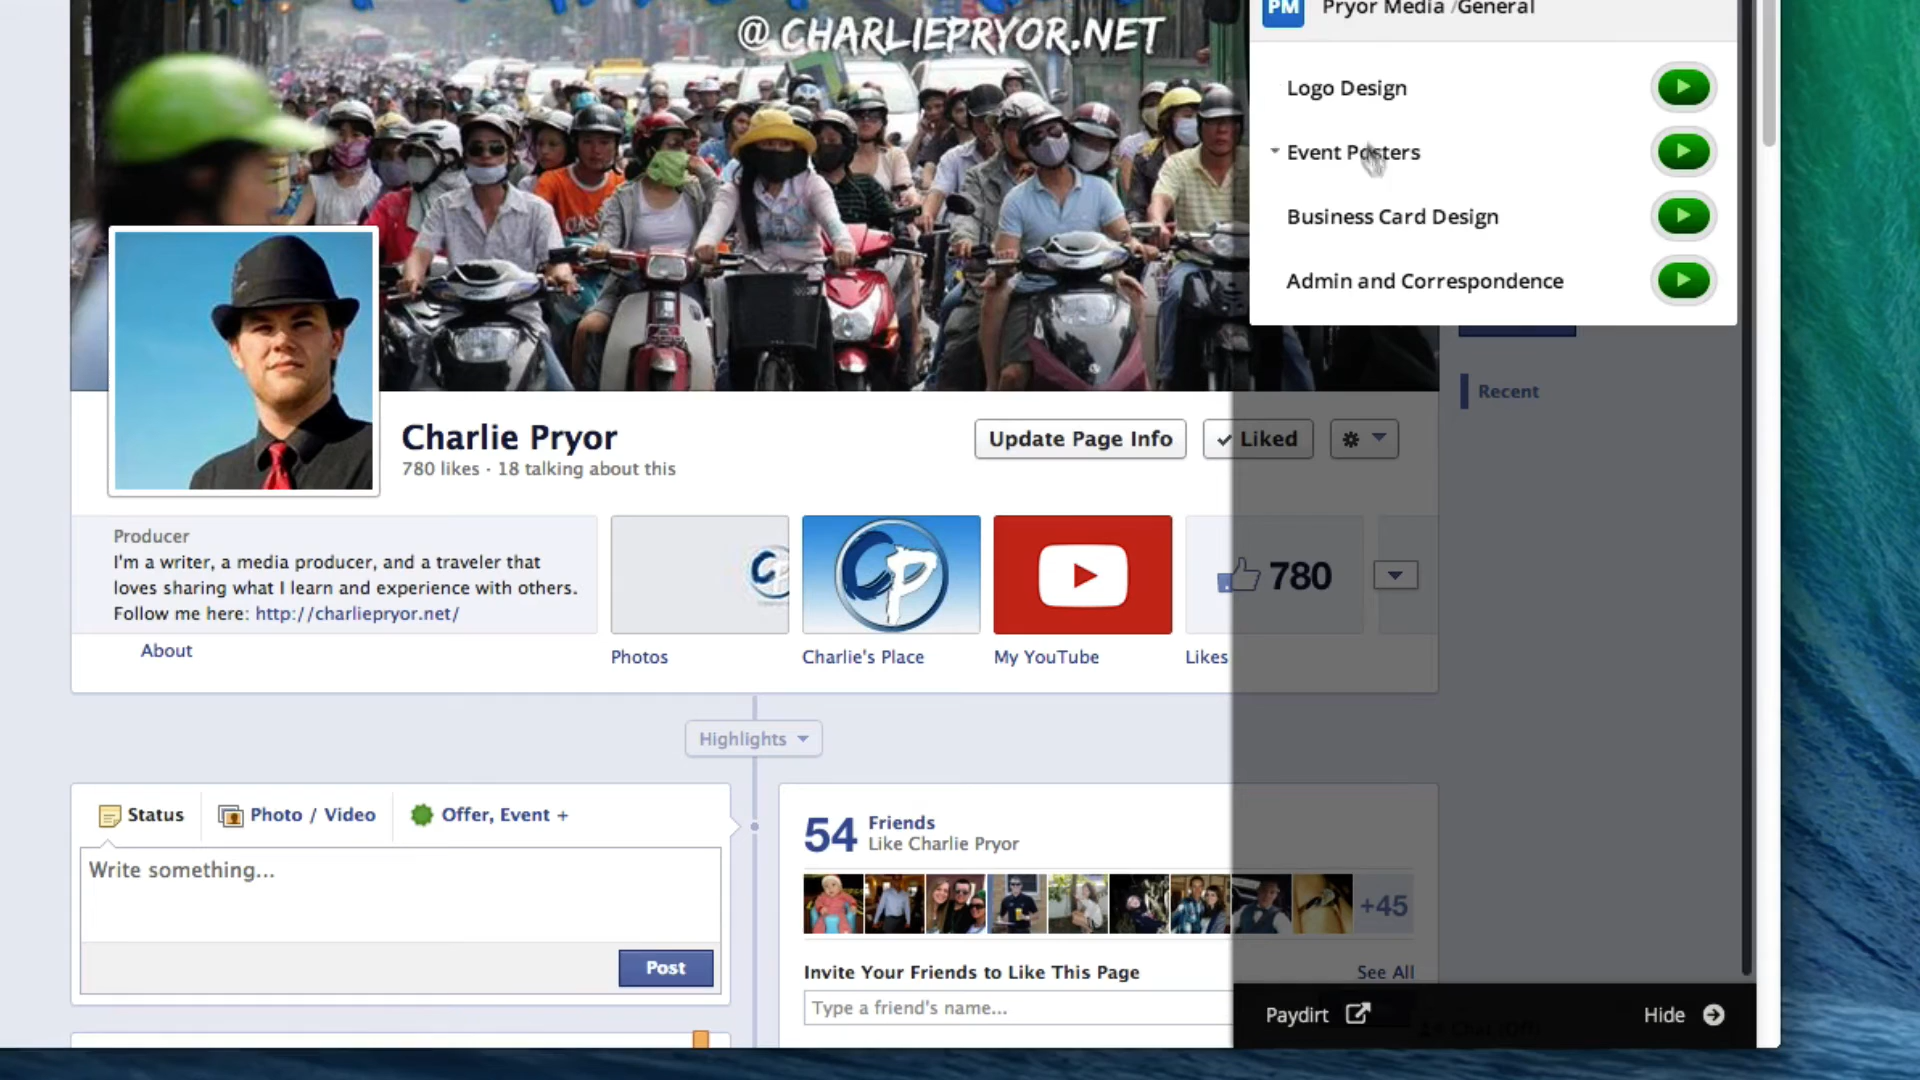 @ CHARLIEPRYOR.NET
PM Pryor Media /General
Logo Design
Event Posters
Business Card Design
Admin and Correspondence
Recent
Charlie Pryor
780 likes · 18 talking about this
Update Page Info
✓ Liked
Producer
I'm a writer, a media producer, and a traveler that
loves sharing what I learn and experience with others.
Follow me here: http://charliepryor.net/
About
CP
780
Photos
Charlie's Place
My YouTube
Likes
Highlights
Status
Photo / Video
Offer, Event +
Write something...
Post
54 Friends
Like Charlie Pryor
+45
Invite Your Friends to Like This Page
See All
Type a friend's name...
Paydirt
Hide